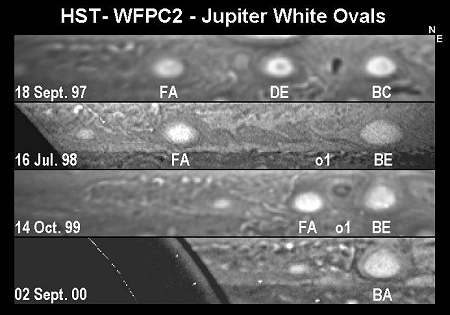 HST- WFPC2 - Jupiter White Ovals
N
E
18 Sept. 97 FA DE BC
16 Jul. 98 FA o1 BE
14 Oct. 99 FA o1 BE
02 Sept. 00 BA